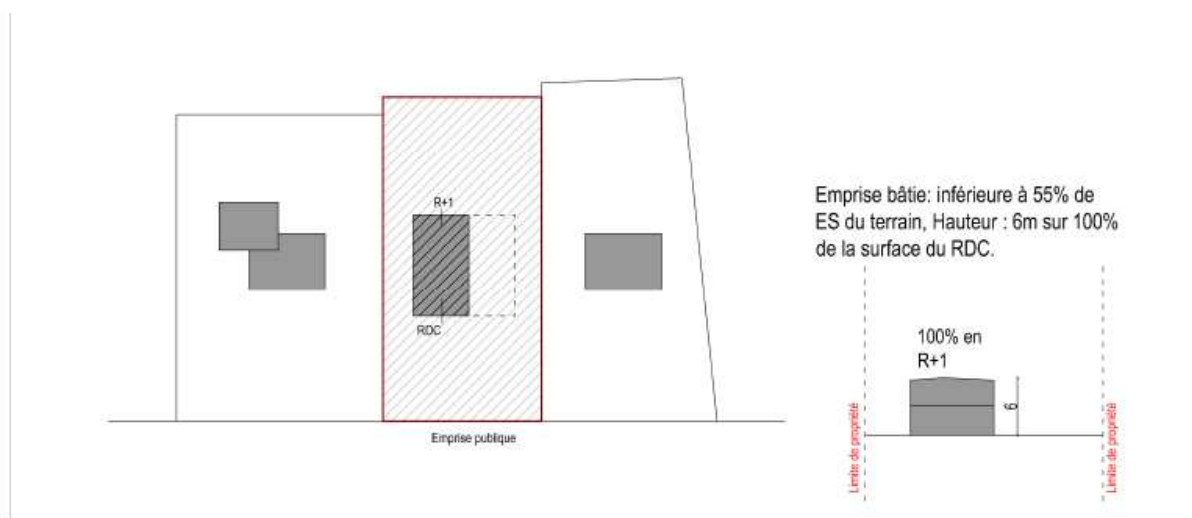 R+1
RDC
Emprise publique
Emprise bâtie: inférieure à 55% de
ES du terrain, Hauteur : 6m sur 100%
de la surface du RDC.
100% en
R+1
6
Limite de propriété
Limite de propriété